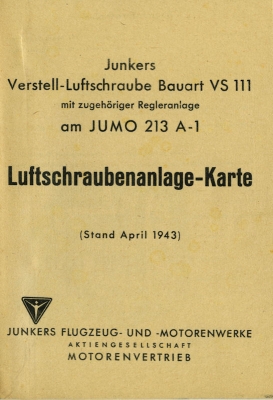 Junkers
Verstell-Luftschraube Bauart VS 111
mit zugehöriger Regleranlage
am JUMO 213 A-1
Luftschraubenanlage-Karte
(Stand April 1943)
JUNKERS FLUGZEUG- UND -MOTORENWERKE
AKTIENGESELLSCHAFT
MOTORENVERTRIEB